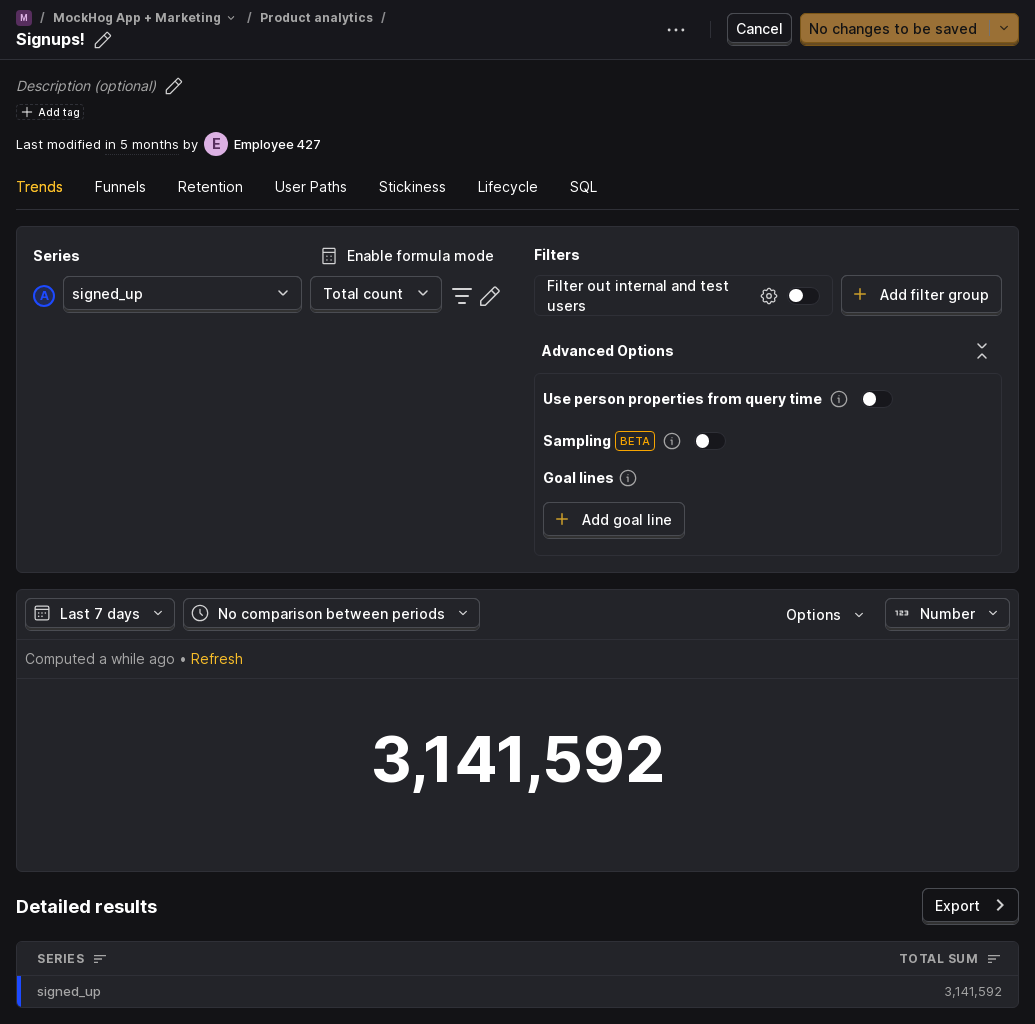 M / MockHog App + Marketing / Product analytics /
Signups!
Cancel
No changes to be saved
Description (optional)
Add tag
Last modified in 5 months by E Employee 427
Trends Funnels Retention User Paths Stickiness Lifecycle SQL
Series
Enable formula mode
A signed_up Total count
Filters
Filter out internal and test
users
Add filter group
Advanced Options
Use person properties from query time
Sampling BETA
Goal lines
Add goal line
Last 7 days No comparison between periods Options 123 Number
Computed a while ago • Refresh
3,141,592
Detailed results
Export
SERIES TOTAL SUM
signed_up 3,141,592